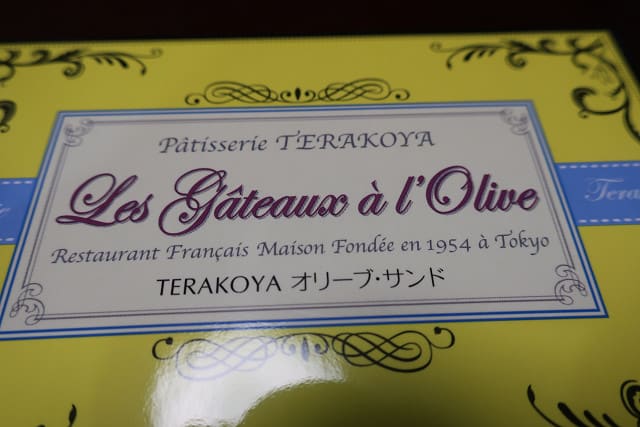 Pâtisserie TERAKOYA
Les Gâteaux à l'Olive
Restaurant Français Maison Fondée en 1954 à Tokyo
TERAKOYA オリーブ・サンド